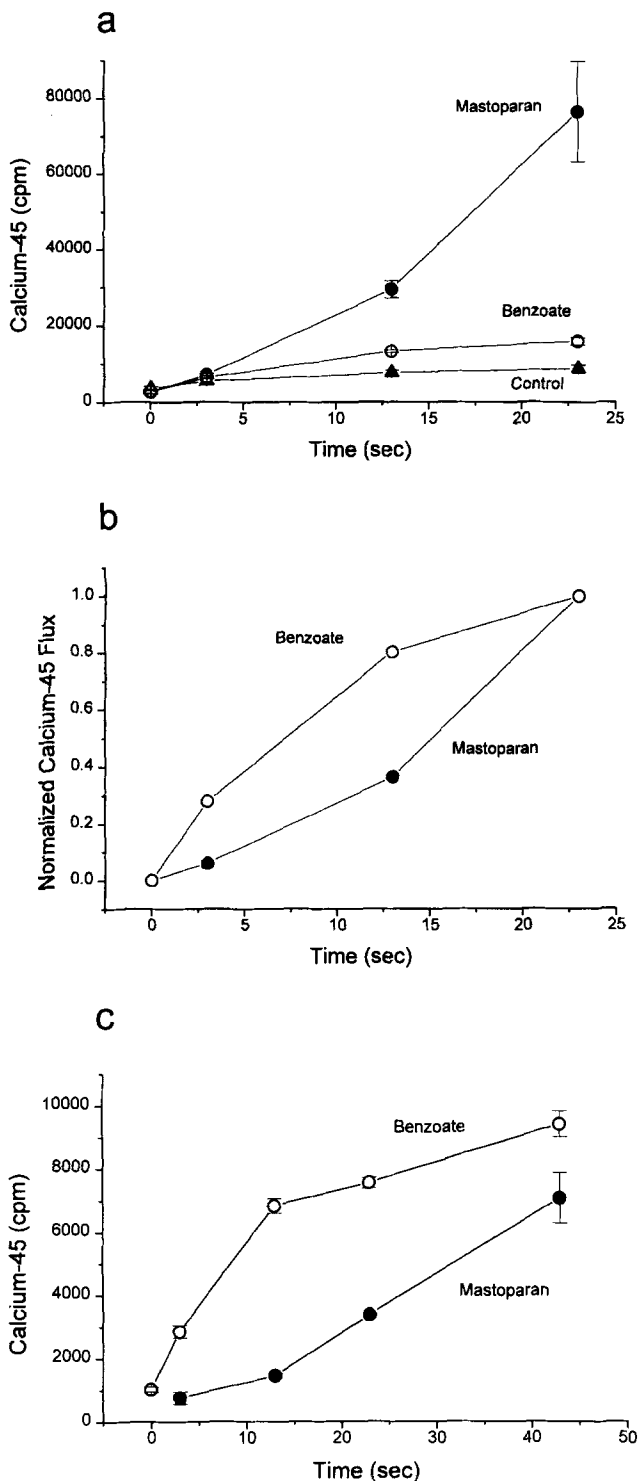 a
80000
60000
40000
20000
0
Calcium-45 (cpm)
Mastoparan
Benzoate
Control
0 5 10 15 20 25
Time (sec)
b
1.0
0.8
0.6
0.4
0.2
0.0
Normalized Calcium-45 Flux
Benzoate
Mastoparan
0 5 10 15 20 25
Time (sec)
c
10000
8000
6000
4000
2000
0
Calcium-45 (cpm)
Benzoate
Mastoparan
0 10 20 30 40 50
Time (sec)